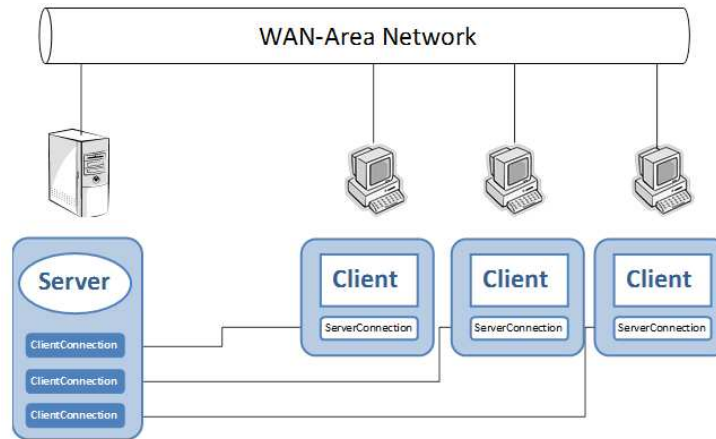 WAN-Area Network
Server
Client
Client
Client
ServerConnection
ServerConnection
ServerConnection
ClientConnection
ClientConnection
ClientConnection